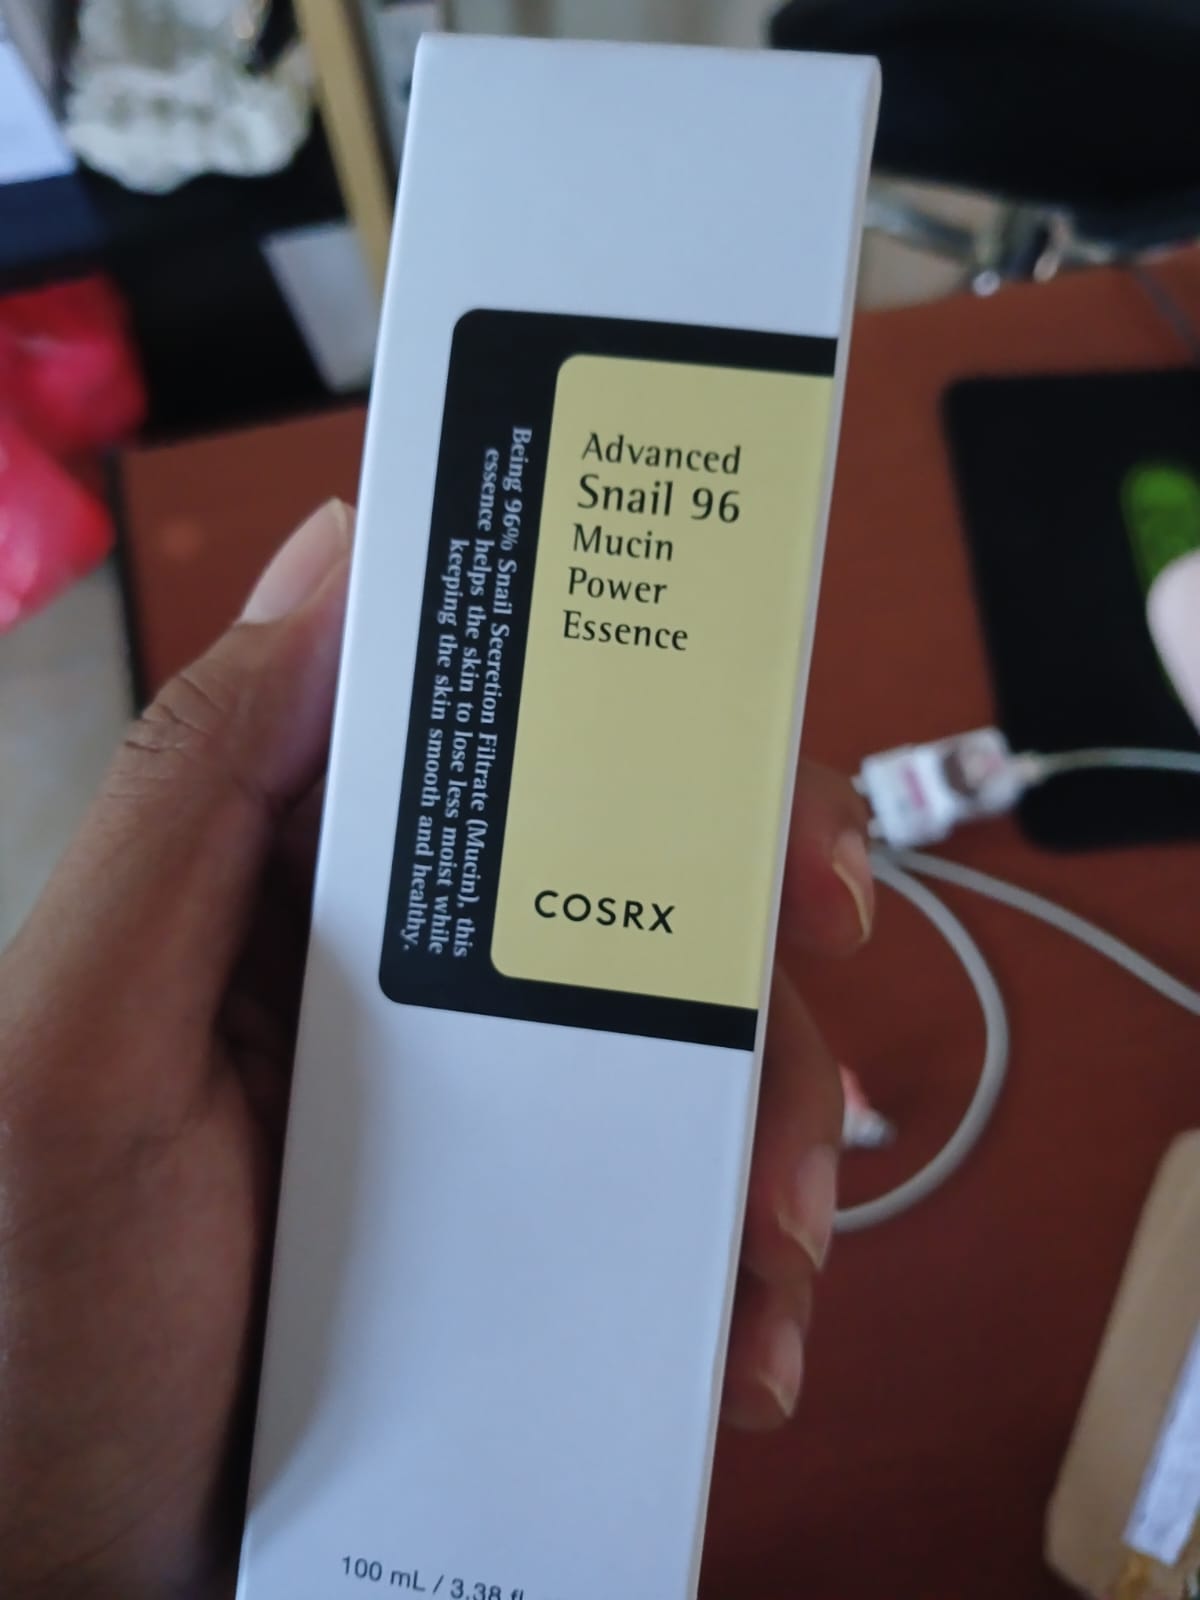 Advanced
Snail 96
Mucin
Power
Essence
Being 96% Snail Secretion Filtrate (Mucin), this
essence helps the skin to lose less moist while
keeping the skin smooth and healthy.
COSRX
100 mL / 3.38 fl